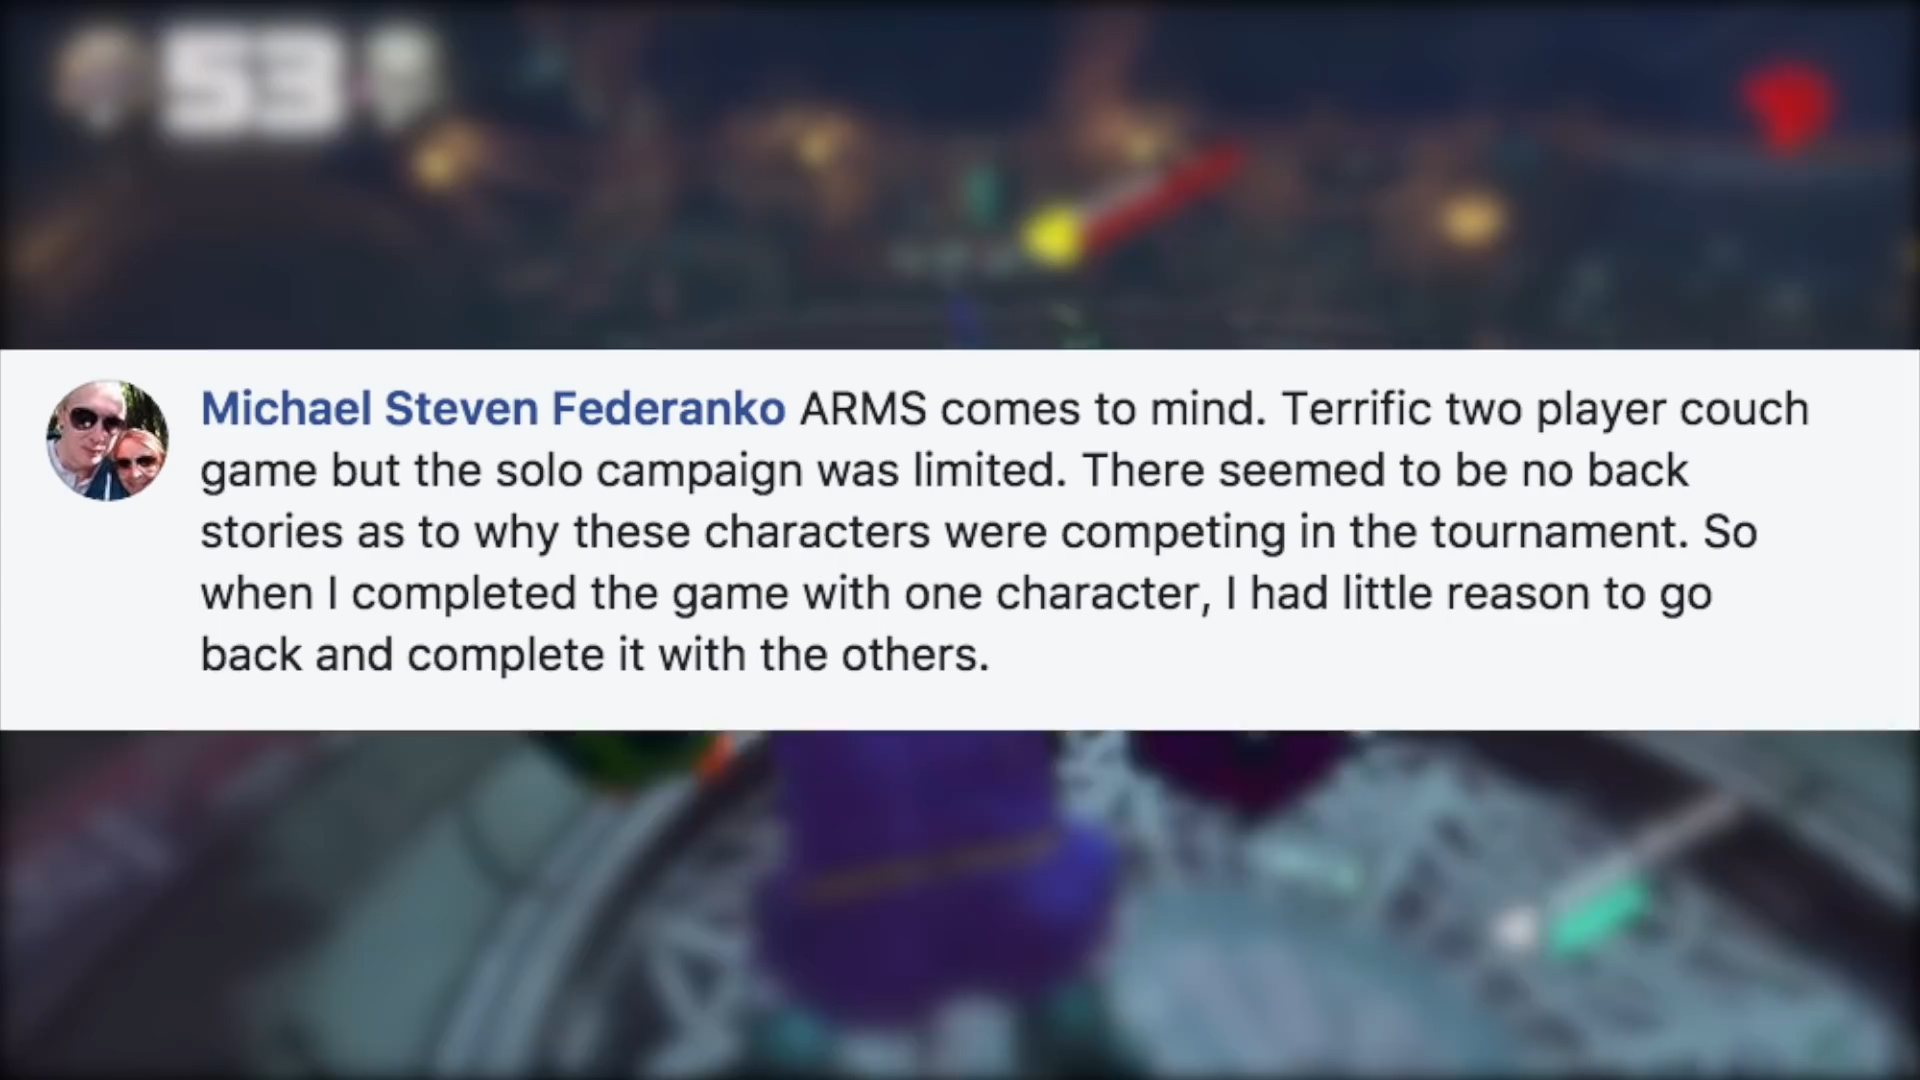 53
Michael Steven Federanko ARMS comes to mind. Terrific two player couch
game but the solo campaign was limited. There seemed to be no back
stories as to why these characters were competing in the tournament. So
when I completed the game with one character, I had little reason to go
back and complete it with the others.